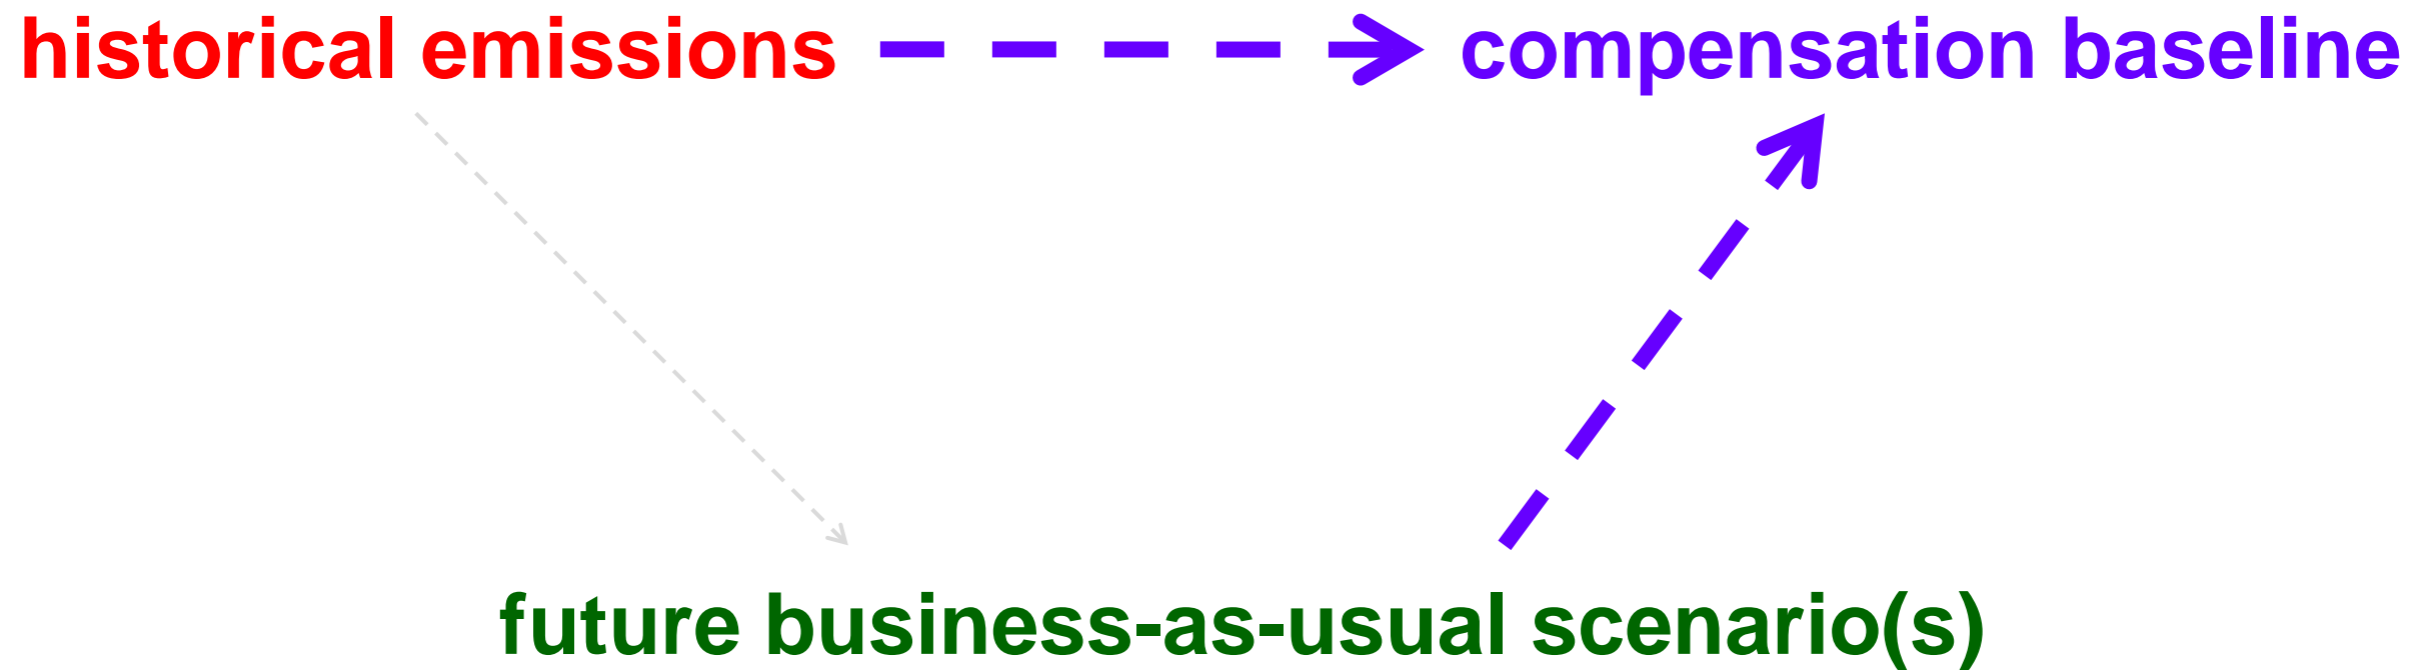 historical emissions
compensation baseline
future business-as-usual scenario(s)